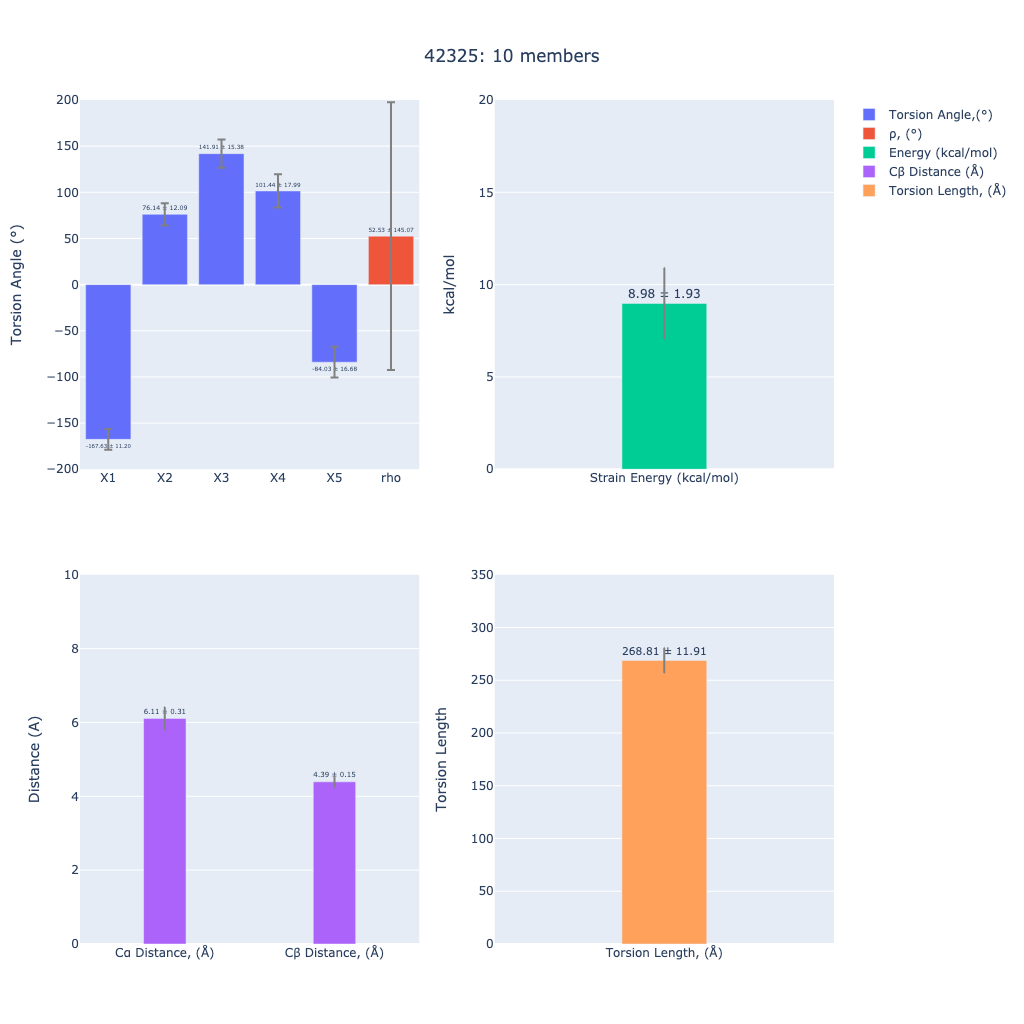 42325: 10 members
Torsion Angle (°)
200
150
100
50
0
−50
−100
−150
−200
-167.63 ± 11.20
76.14 ± 12.09
141.91 ± 15.38
101.44 ± 17.99
-84.03 ± 16.68
52.53 ± 145.07
X1 X2 X3 X4 X5 rho
kcal/mol
20
15
10
5
0
8.98 ± 1.93
Strain Energy (kcal/mol)
Torsion Angle,(°)
ρ, (°)
Energy (kcal/mol)
Cβ Distance (Å)
Torsion Length, (Å)
Distance (A)
10
8
6
4
2
0
6.11 ± 0.31
4.39 ± 0.15
Cα Distance, (Å) Cβ Distance, (Å)
Torsion Length
350
300
250
200
150
100
50
0
268.81 ± 11.91
Torsion Length, (Å)